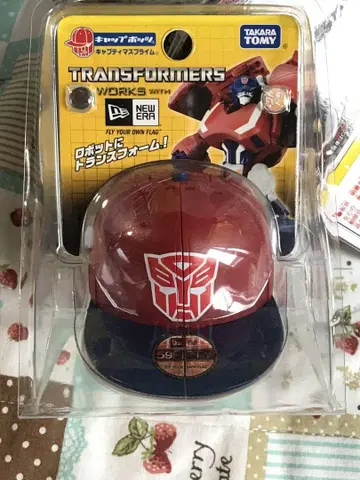 キャップボッツ
キャプティマスプライム
TAKARA
TOMY
TRANSFORMERS
WORKS WITH
NEW
ERA
FLY YOUR OWN FLAG
ロボットに
トランスフォーム!
erry